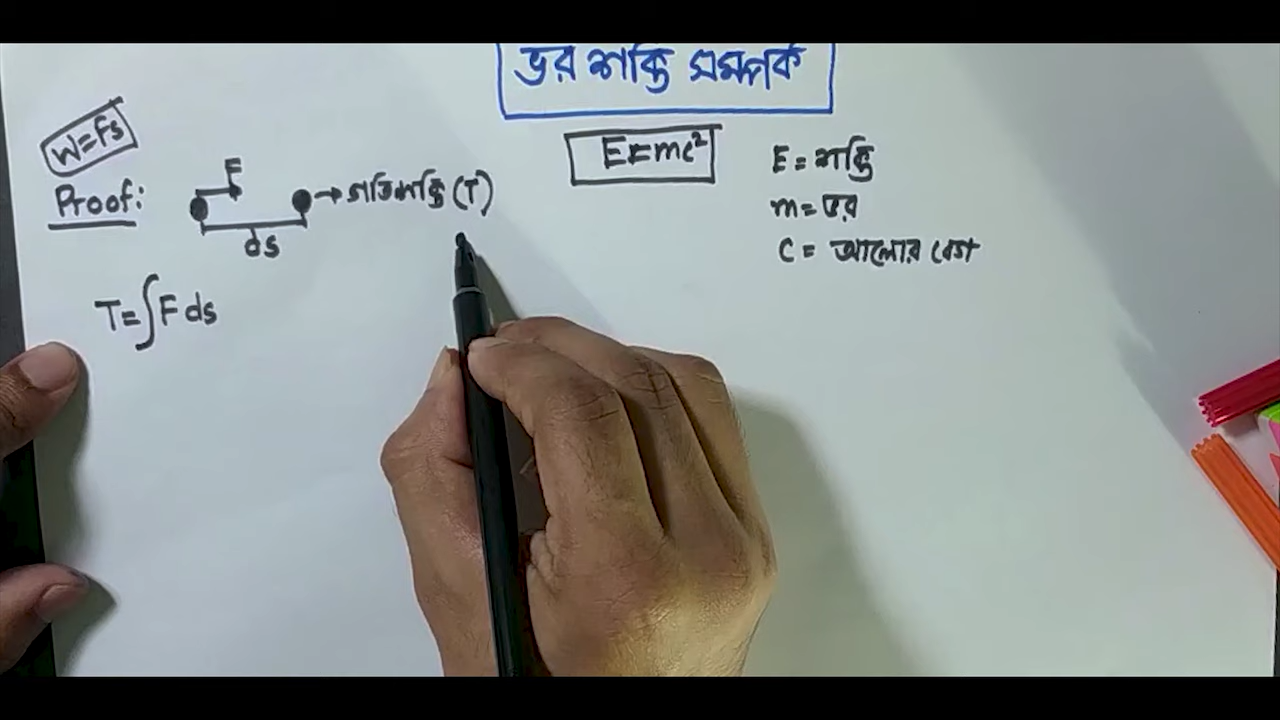 ভর শক্তি সম্পর্ক
E=mc²
W=Fs
Proof:
F
ds
→গতিশক্তি (T)
E = শক্তি
m = ভর
C = আলোর বেগ
T=∫F ds